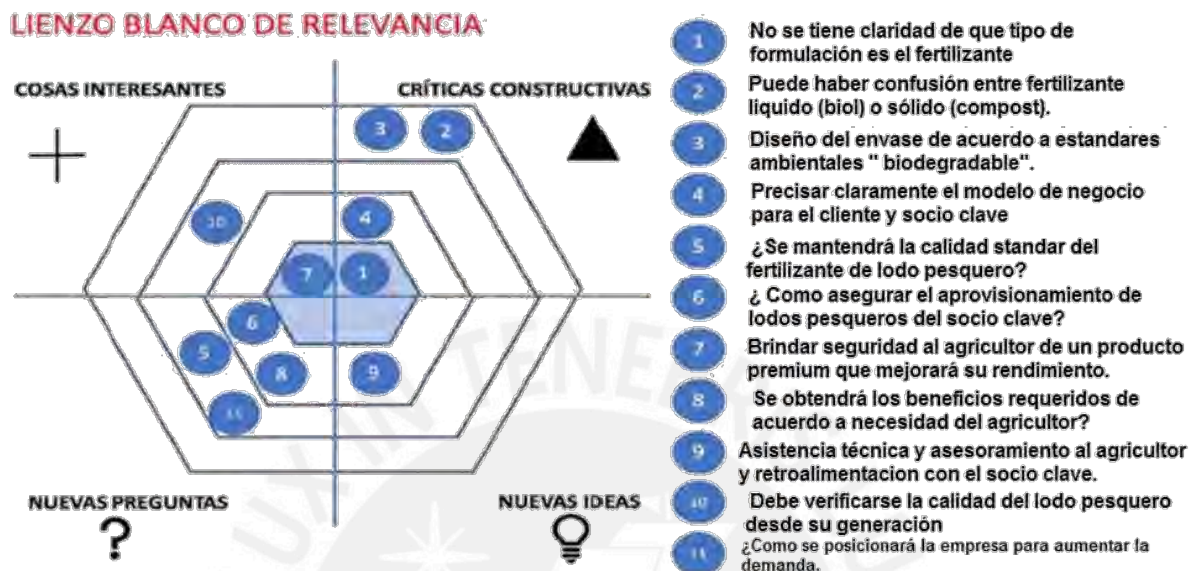 LIENZO BLANCO DE RELEVANCIA
COSAS INTERESANTES
CRÍTICAS CONSTRUCTIVAS
3
2
10
4
7
1
6
5
8
9
11
NUEVAS PREGUNTAS
?
NUEVAS IDEAS
LUX IN TENEBRIS
1
No se tiene claridad de que tipo de
formulación es el fertilizante
2
Puede haber confusión entre fertilizante
liquido (biol) o sólido (compost).
3
Diseño del envase de acuerdo a estandares
ambientales " biodegradable".
4
Precisar claramente el modelo de negocio
para el cliente y socio clave
5
¿Se mantendrá la calidad standar del
fertilizante de lodo pesquero?
6
¿ Como asegurar el aprovisionamiento de
lodos pesqueros del socio clave?
7
Brindar seguridad al agricultor de un producto
premium que mejorará su rendimiento.
8
Se obtendrá los beneficios requeridos de
acuerdo a necesidad del agricultor?
9
Asistencia técnica y asesoramiento al agricultor
y retroalimentacion con el socio clave.
10
Debe verificarse la calidad del lodo pesquero
desde su generación
11
¿Como se posicionará la empresa para aumentar la
demanda.